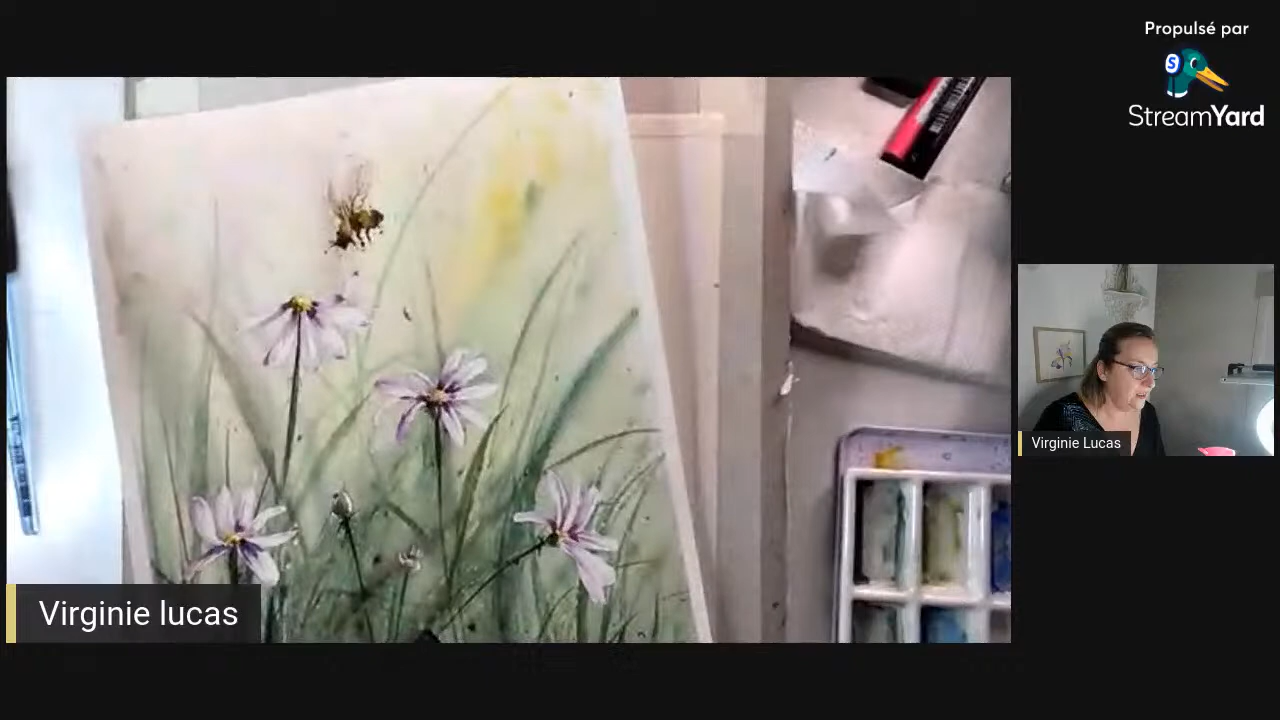 Propulsé par
S
StreamYard
Virginie Lucas
Virginie lucas